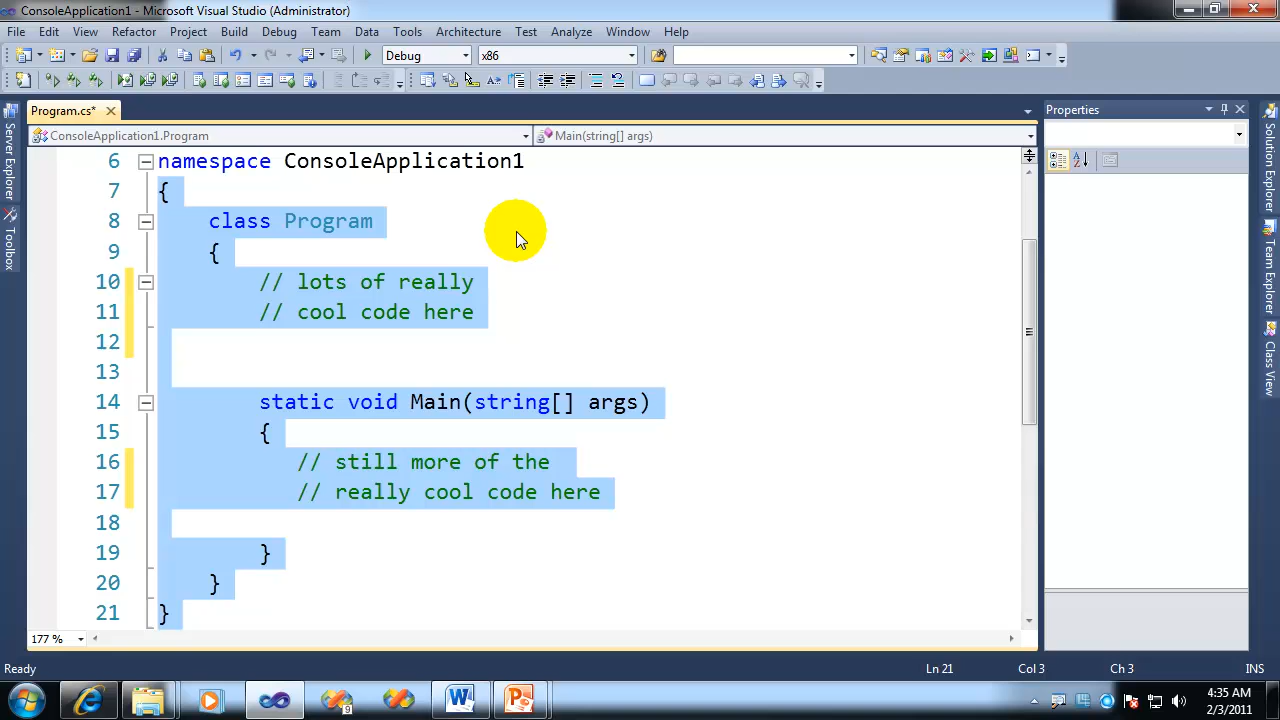 ConsoleApplication1 - Microsoft Visual Studio (Administrator)
File Edit View Refactor Project Build Debug Team Data Tools Architecture Test Analyze Window Help
Debug x86
Program.cs* Properties
ConsoleApplication1.Program Main(string[] args)
6 namespace ConsoleApplication1
7 {
8 class Program
9 {
10 // lots of really
11 // cool code here
12
13
14 static void Main(string[] args)
15 {
16 // still more of the
17 // really cool code here
18
19 }
20 }
21 }
177 %
Server Explorer
Toolbox
Solution Explorer
Team Explorer
Class View
Ready Ln 21 Col 3 Ch 3 INS
4:35 AM
2/3/2011